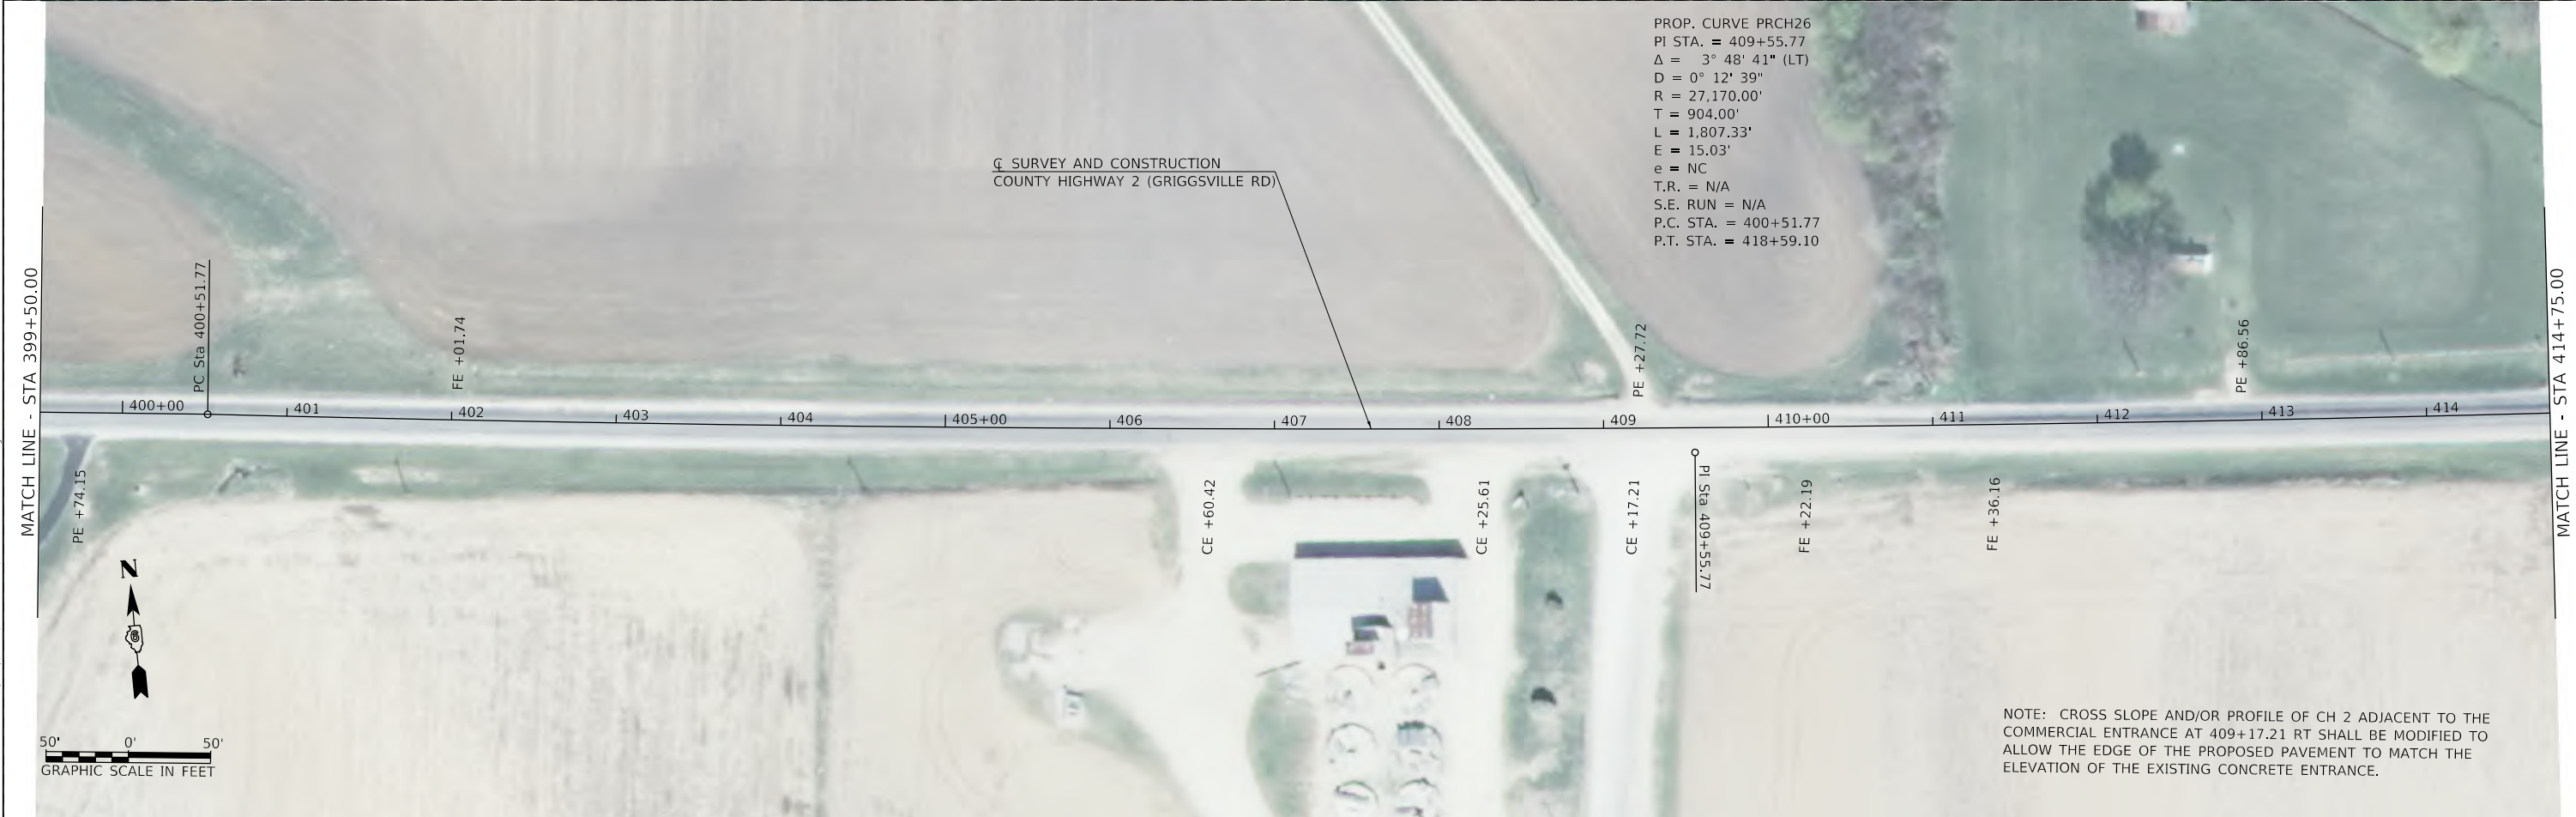 PROP. CURVE PRCH26
PI STA. = 409+55.77
Δ = 3° 48' 41" (LT)
D = 0° 12' 39"
R = 27,170.00'
T = 904.00'
L = 1,807.33'
E = 15.03'
e = NC
T.R. = N/A
S.E. RUN = N/A
P.C. STA. = 400+51.77
P.T. STA. = 418+59.10
℄ SURVEY AND CONSTRUCTION
COUNTY HIGHWAY 2 (GRIGGSVILLE RD)
MATCH LINE - STA 399+50.00
PC Sta 400+51.77
FE +01.74
PE +27.72
PE +86.56
MATCH LINE - STA 414+75.00
400+00
401
402
403
404
405+00
406
407
408
409
410+00
411
412
413
414
PE +74.15
CE +60.42
CE +25.61
CE +17.21
PI Sta 409+55.77
FE +22.19
FE +36.16
N
6
50' 0' 50'
GRAPHIC SCALE IN FEET
NOTE: CROSS SLOPE AND/OR PROFILE OF CH 2 ADJACENT TO THE
COMMERCIAL ENTRANCE AT 409+17.21 RT SHALL BE MODIFIED TO
ALLOW THE EDGE OF THE PROPOSED PAVEMENT TO MATCH THE
ELEVATION OF THE EXISTING CONCRETE ENTRANCE.